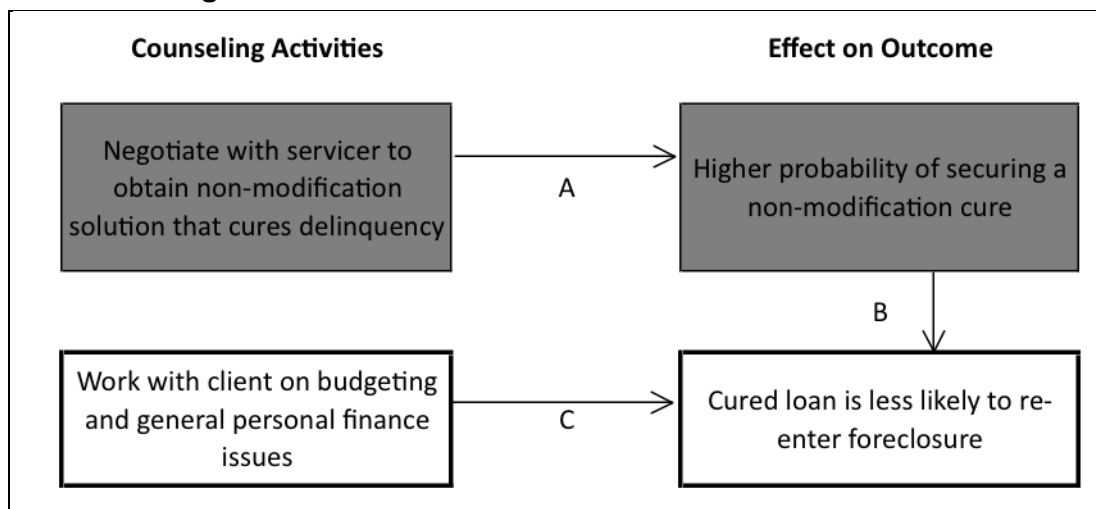 Counseling Activities
Effect on Outcome
Negotiate with servicer to
obtain non-modification
solution that cures delinquency
A
Higher probability of securing a
non-modification cure
B
Work with client on budgeting
and general personal finance
issues
C
Cured loan is less likely to re-
enter foreclosure